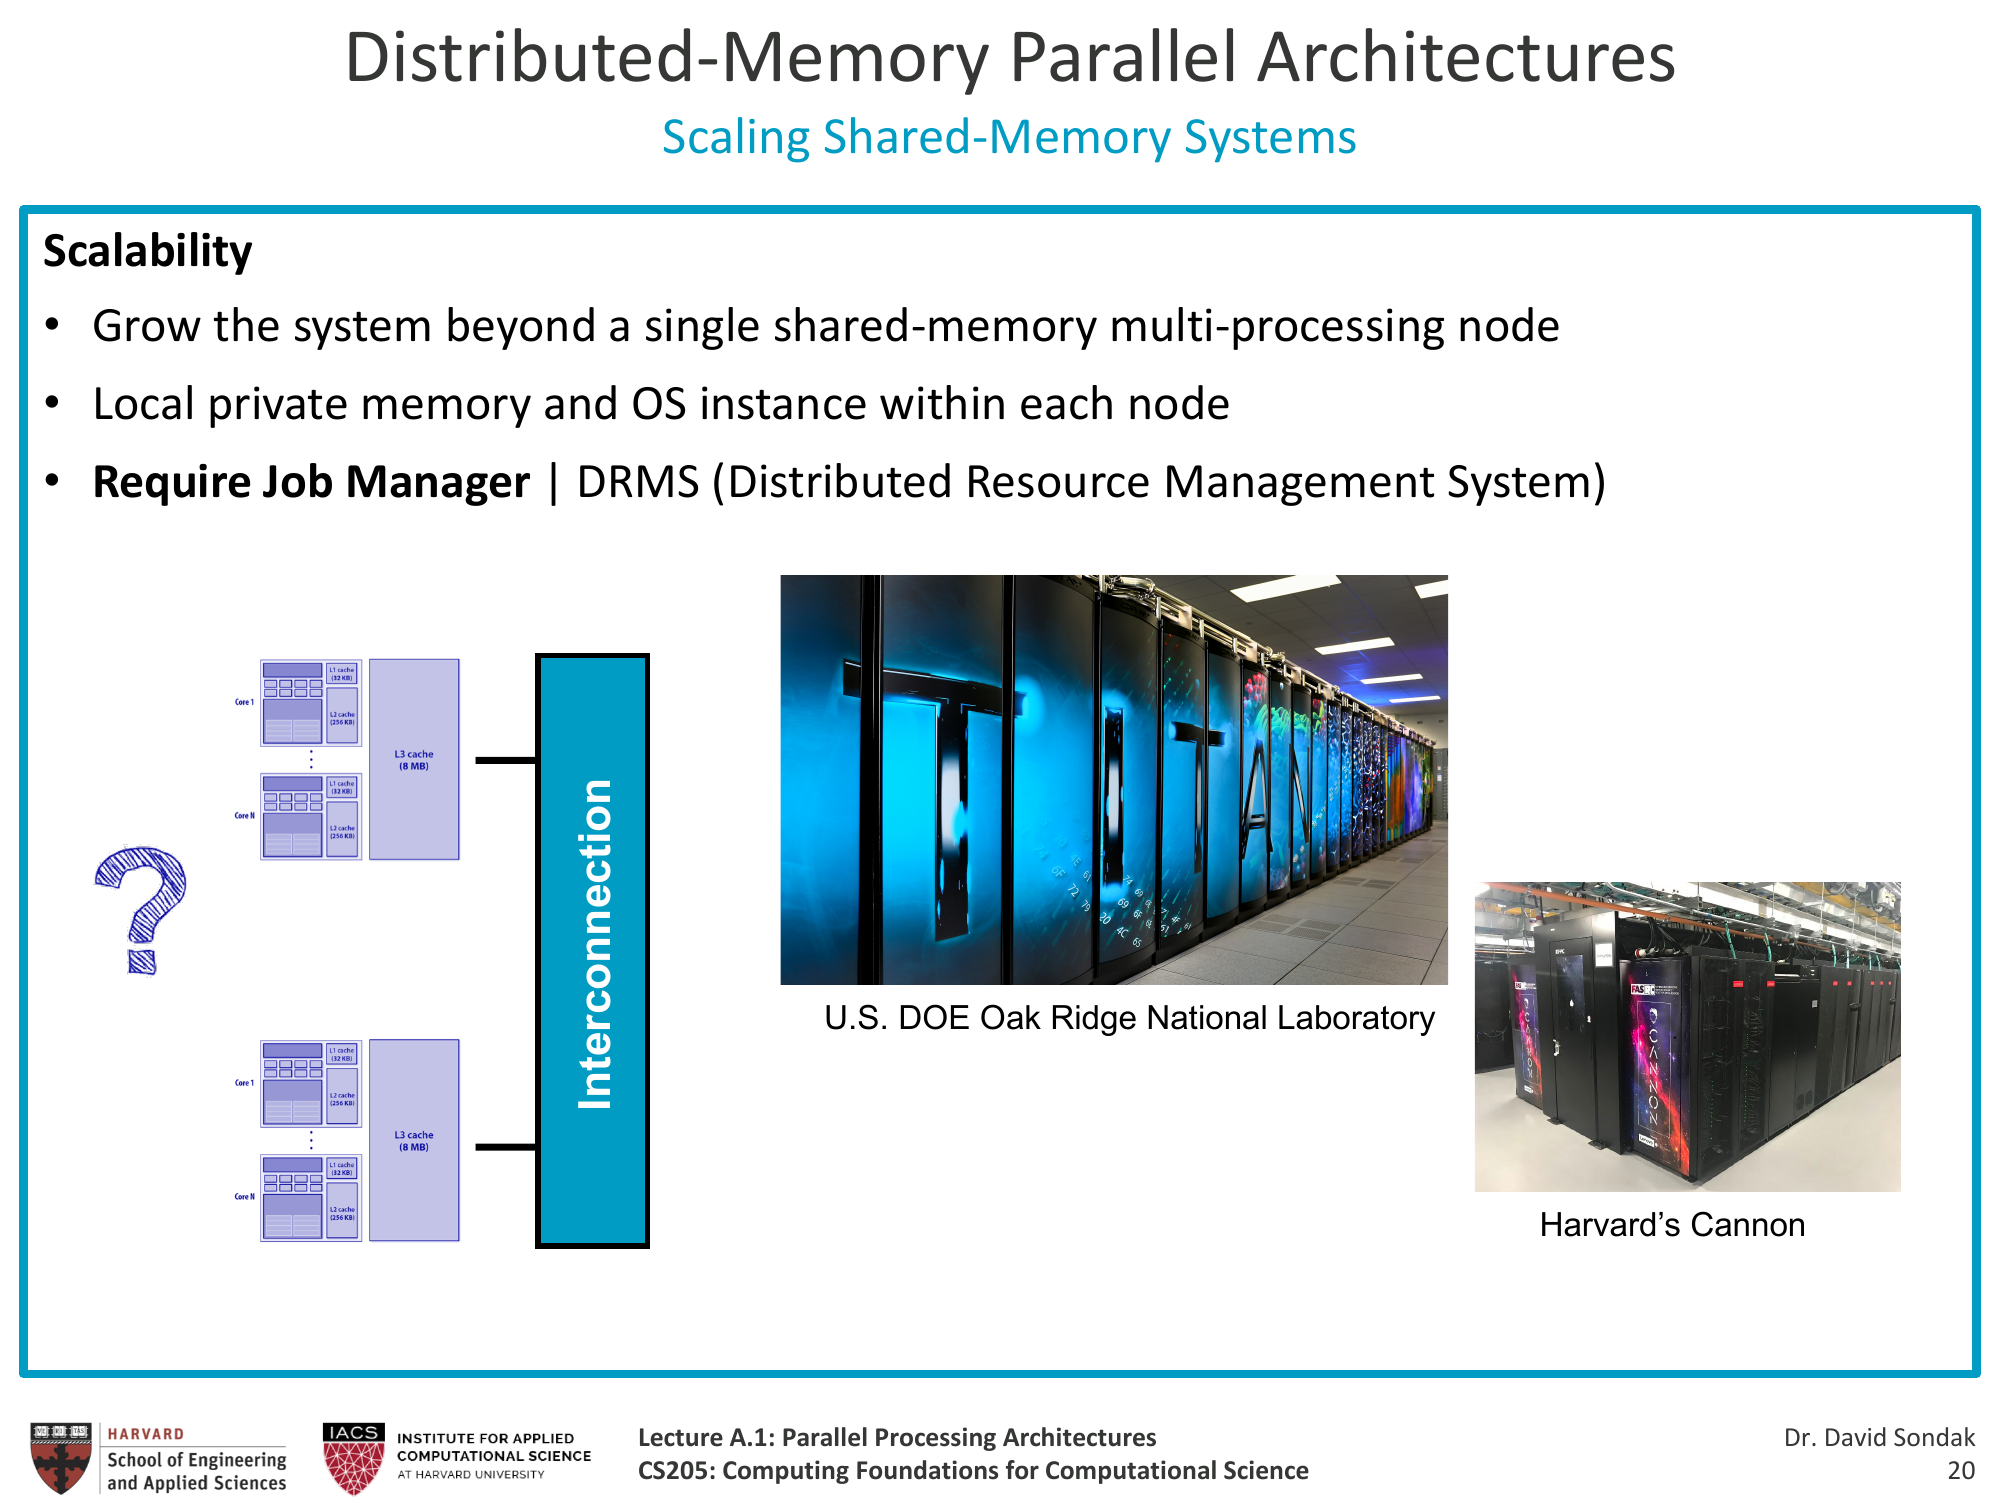 Distributed-Memory Parallel Architectures
Scaling Shared-Memory Systems
Scalability
• Grow the system beyond a single shared-memory multi-processing node
• Local private memory and OS instance within each node
• Require Job Manager | DRMS (Distributed Resource Management System)
Core 1
L1 cache
(32 KB)
L2 cache
(256 KB)
Core N
L1 cache
(32 KB)
L2 cache
(256 KB)
L3 cache
(8 MB)
?
Core 1
L1 cache
(32 KB)
L2 cache
(256 KB)
Core N
L1 cache
(32 KB)
L2 cache
(256 KB)
L3 cache
(8 MB)
Interconnection
TITAN
U.S. DOE Oak Ridge National Laboratory
CANNON
FASRC
CANNON
Lenovo
Harvard’s Cannon
HARVARD
School of Engineering
and Applied Sciences
IACS
INSTITUTE FOR APPLIED
COMPUTATIONAL SCIENCE
AT HARVARD UNIVERSITY
Lecture A.1: Parallel Processing Architectures
CS205: Computing Foundations for Computational Science
Dr. David Sondak
20